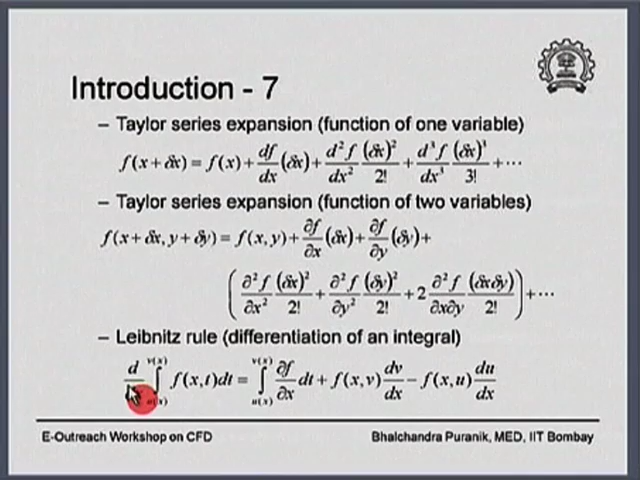 Introduction - 7
– Taylor series expansion (function of one variable)
f(x + δx) = f(x) + df/dx (δx) + d²f/dx² (δx)²/2! + d³f/dx³ (δx)³/3! + ⋯
– Taylor series expansion (function of two variables)
f(x + δx, y + δy) = f(x, y) + ∂f/∂x (δx) + ∂f/∂y (δy) +
( ∂²f/∂x² (δx)²/2! + ∂²f/∂y² (δy)²/2! + 2 ∂²f/∂x∂y (δxδy)/2! ) + ⋯
– Leibnitz rule (differentiation of an integral)
d ∫_{u(x)}^{v(x)} f(x,t)dt = ∫_{u(x)}^{v(x)} ∂f/∂x dt + f(x,v) dv/dx − f(x,u) du/dx
E-Outreach Workshop on CFD
Bhalchandra Puranik, MED, IIT Bombay